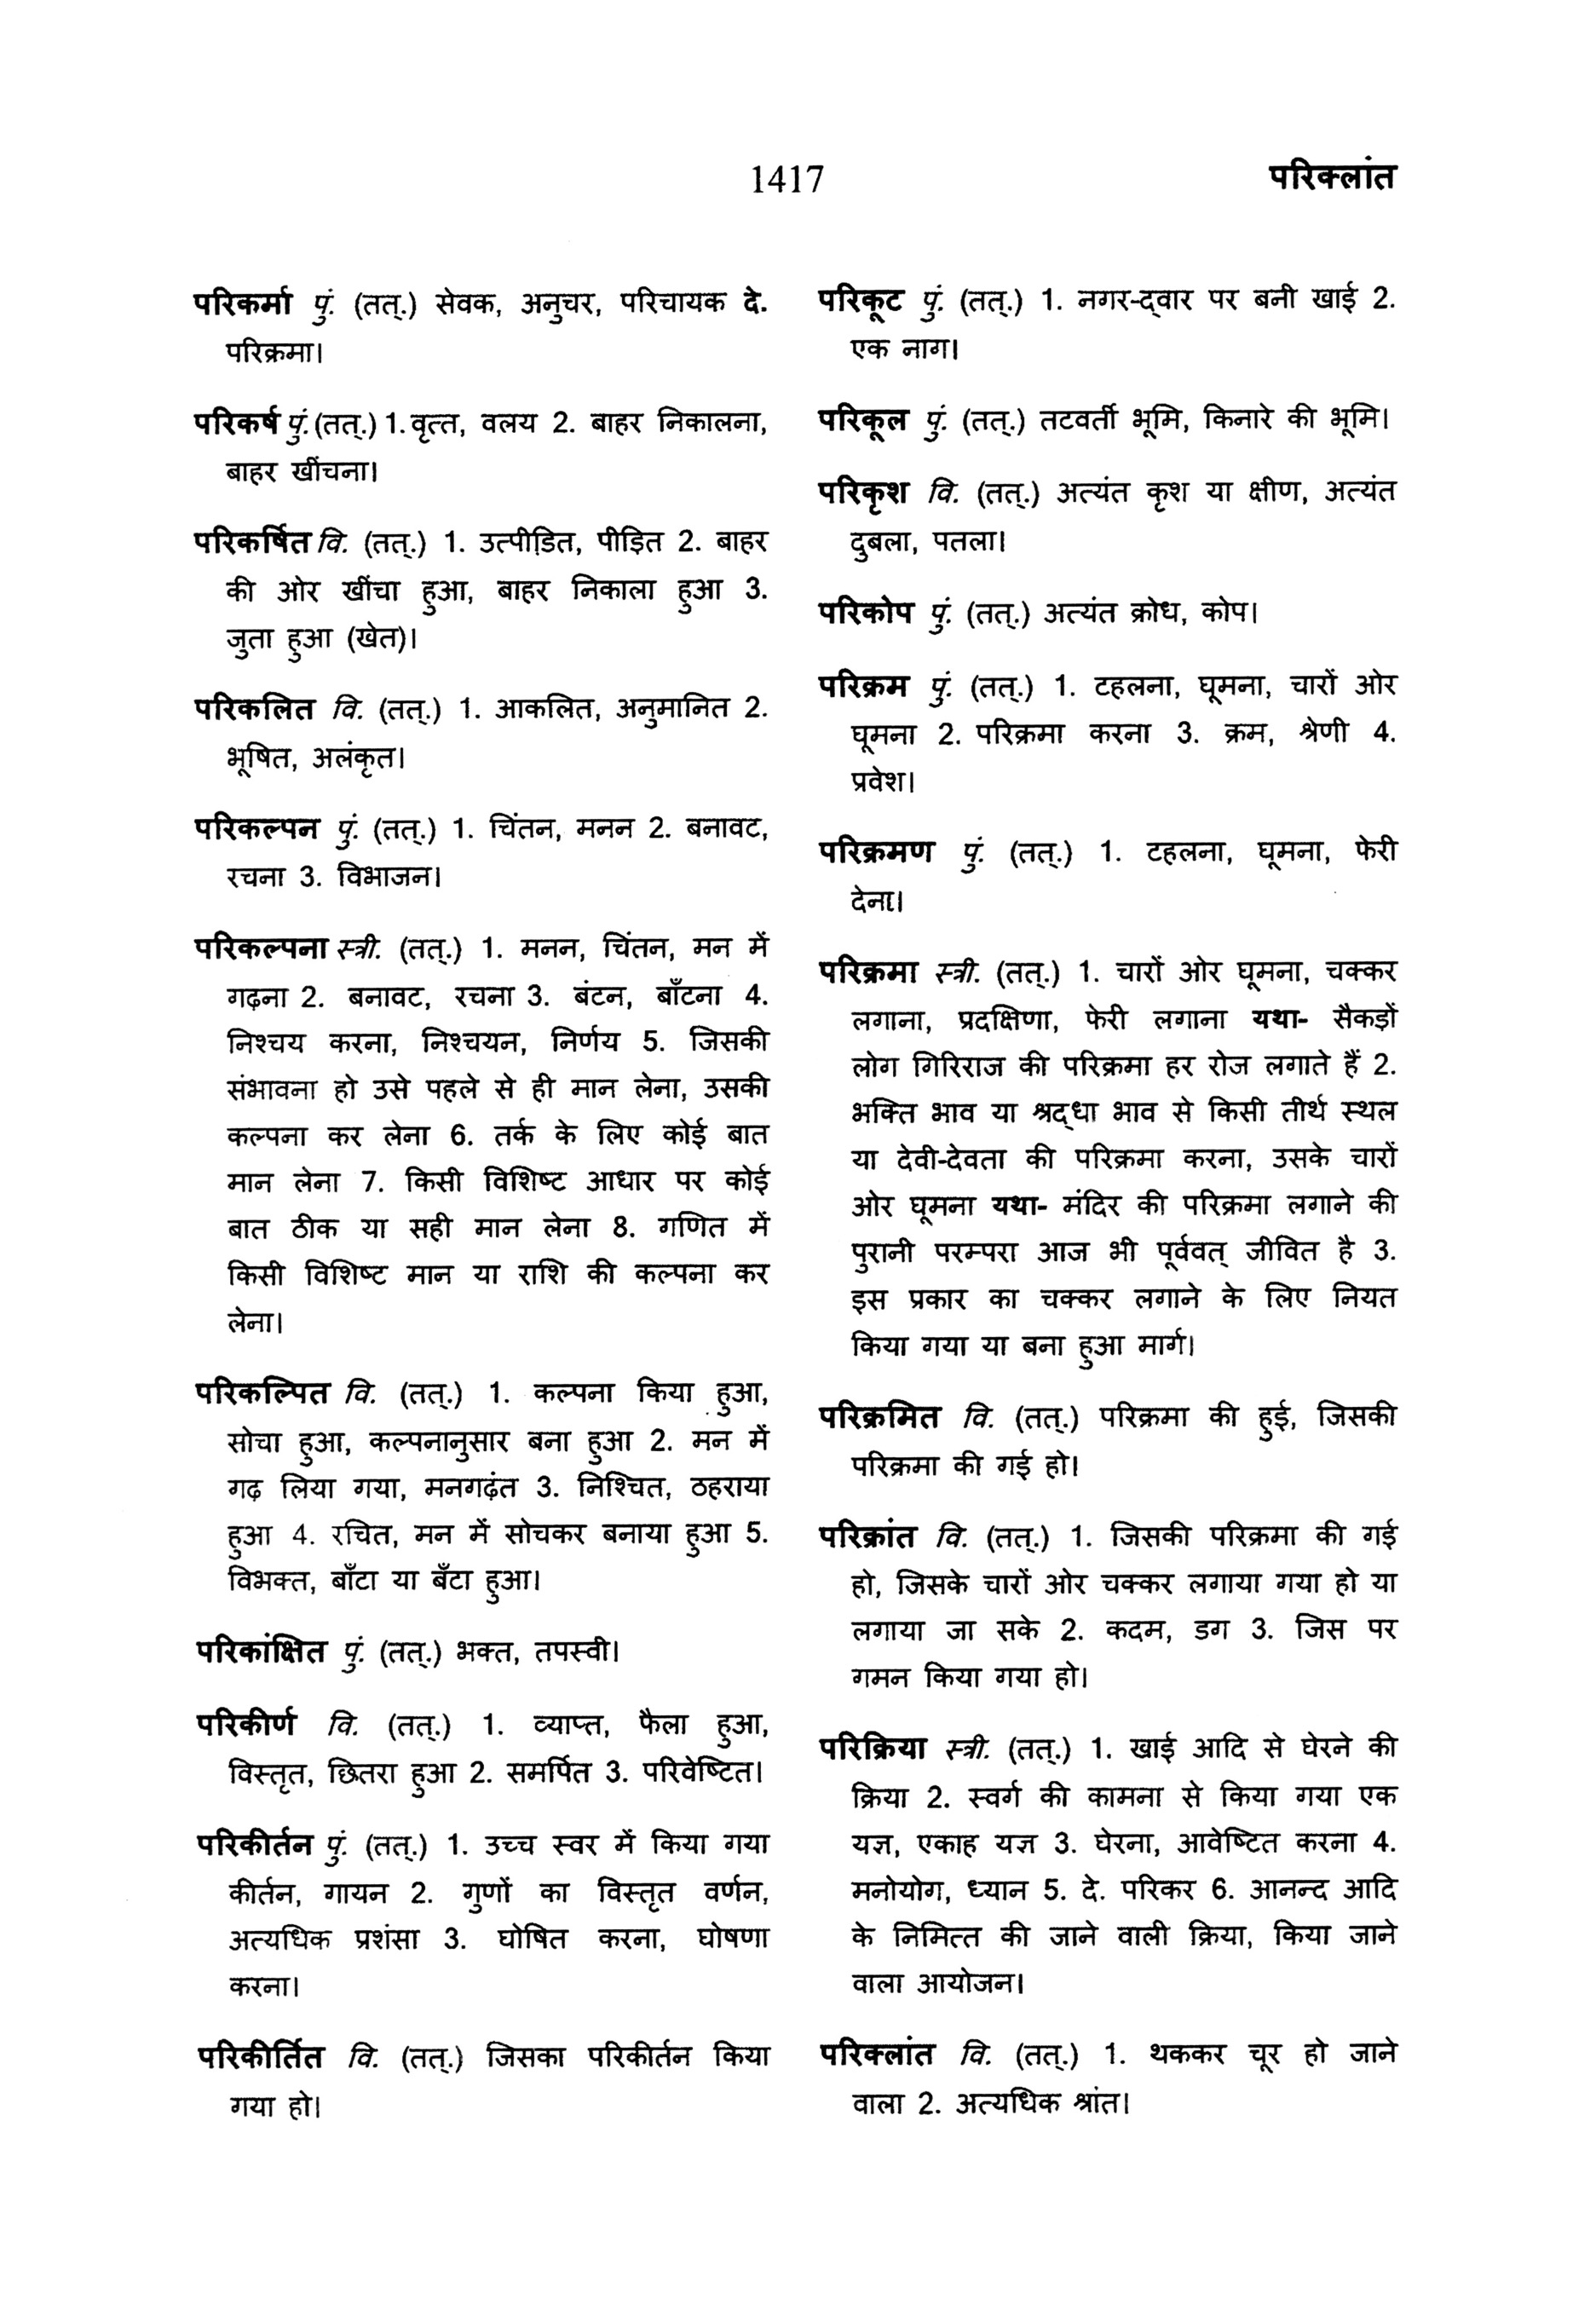 1417
परिक्लांत
परिकर्मा पुं. (तत्.) सेवक, अनुचर, परिचायक दे.
परिक्रमा।
परिकर्ष पुं. (तत्.) 1. वृत्त, वलय 2. बाहर निकालना,
बाहर खींचना।
परिकर्षित वि. (तत्.) 1. उत्पीडि़त, पीड़ित 2. बाहर
की ओर खींचा हुआ, बाहर निकाला हुआ 3.
जुता हुआ (खेत)।
परिकलित वि. (तत्.) 1. आकलित, अनुमानित 2.
भूषित, अलंकृत।
परिकल्पन पुं. (तत्.) 1. चिंतन, मनन 2. बनावट,
रचना 3. विभाजन।
परिकल्पना स्त्री. (तत्.) 1. मनन, चिंतन, मन में
गढ़ना 2. बनावट, रचना 3. बंटन, बाँटना 4.
निश्चय करना, निश्चयन, निर्णय 5. जिसकी
संभावना हो उसे पहले से ही मान लेना, उसकी
कल्पना कर लेना 6. तर्क के लिए कोई बात
मान लेना 7. किसी विशिष्ट आधार पर कोई
बात ठीक या सही मान लेना 8. गणित में
किसी विशिष्ट मान या राशि की कल्पना कर
लेना।
परिकल्पित वि. (तत्.) 1. कल्पना किया हुआ,
सोचा हुआ, कल्पनानुसार बना हुआ 2. मन में
गढ़ लिया गया, मनगढ़ंत 3. निश्चित, ठहराया
हुआ 4. रचित, मन में सोचकर बनाया हुआ 5.
विभक्त, बाँटा या बँटा हुआ।
परिकांक्षित पुं. (तत्.) भक्त, तपस्वी।
परिकीर्ण वि. (तत्.) 1. व्याप्त, फैला हुआ,
विस्तृत, छितरा हुआ 2. समर्पित 3. परिवेष्टित।
परिकीर्तन पुं. (तत्.) 1. उच्च स्वर में किया गया
कीर्तन, गायन 2. गुणों का विस्तृत वर्णन,
अत्यधिक प्रशंसा 3. घोषित करना, घोषणा
करना।
परिकीर्तित वि. (तत्.) जिसका परिकीर्तन किया
गया हो।
परिकूट पुं. (तत्.) 1. नगर-द्‌वार पर बनी खाई 2.
एक नाग।
परिकूल पुं. (तत्.) तटवर्ती भूमि, किनारे की भूमि।
परिकृश वि. (तत्.) अत्यंत कृश या क्षीण, अत्यंत
दुबला, पतला।
परिकोप पुं. (तत्.) अत्यंत क्रोध, कोप।
परिक्रम पुं. (तत्.) 1. टहलना, घूमना, चारों ओर
घूमना 2. परिक्रमा करना 3. क्रम, श्रेणी 4.
प्रवेश।
परिक्रमण पुं. (तत्.) 1. टहलना, घूमना, फेरी
देना।
परिक्रमा स्त्री. (तत्.) 1. चारों ओर घूमना, चक्कर
लगाना, प्रदक्षिणा, फेरी लगाना यथा- सैकड़ों
लोग गिरिराज की परिक्रमा हर रोज लगाते हैं 2.
भक्ति भाव या श्रद्‌धा भाव से किसी तीर्थ स्थल
या देवी-देवता की परिक्रमा करना, उसके चारों
ओर घूमना यथा- मंदिर की परिक्रमा लगाने की
पुरानी परम्परा आज भी पूर्ववत् जीवित है 3.
इस प्रकार का चक्कर लगाने के लिए नियत
किया गया या बना हुआ मार्ग।
परिक्रमित वि. (तत्.) परिक्रमा की हुई, जिसकी
परिक्रमा की गई हो।
परिक्रांत वि. (तत्.) 1. जिसकी परिक्रमा की गई
हो, जिसके चारों ओर चक्कर लगाया गया हो या
लगाया जा सके 2. कदम, डग 3. जिस पर
गमन किया गया हो।
परिक्रिया स्त्री. (तत्.) 1. खाई आदि से घेरने की
क्रिया 2. स्वर्ग की कामना से किया गया एक
यज्ञ, एकाह यज्ञ 3. घेरना, आवेष्टित करना 4.
मनोयोग, ध्यान 5. दे. परिकर 6. आनन्द आदि
के निमित्त की जाने वाली क्रिया, किया जाने
वाला आयोजन।
परिक्लांत वि. (तत्.) 1. थककर चूर हो जाने
वाला 2. अत्यधिक श्रांत।